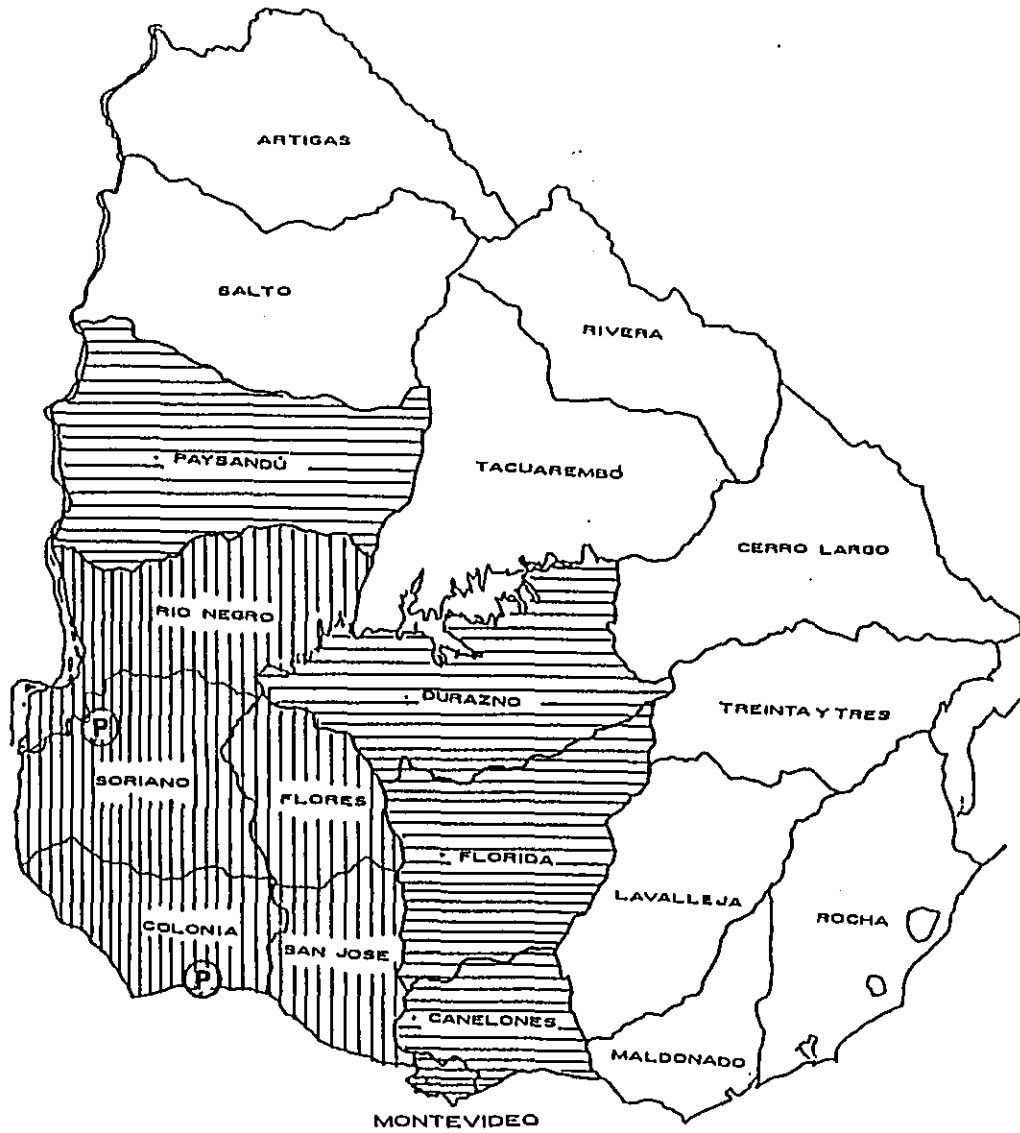 ARTIGAS
SALTO
RIVERA
PAYSANDÚ
TACUAREMBÓ
CERRO LARGO
RIO NEGRO
DURAZNO
TREINTA Y TRES
P
SORIANO
FLORES
FLORIDA
LAVALLEJA
ROCHA
COLONIA
SAN JOSE
P
CANELONES
MALDONADO
MONTEVIDEO